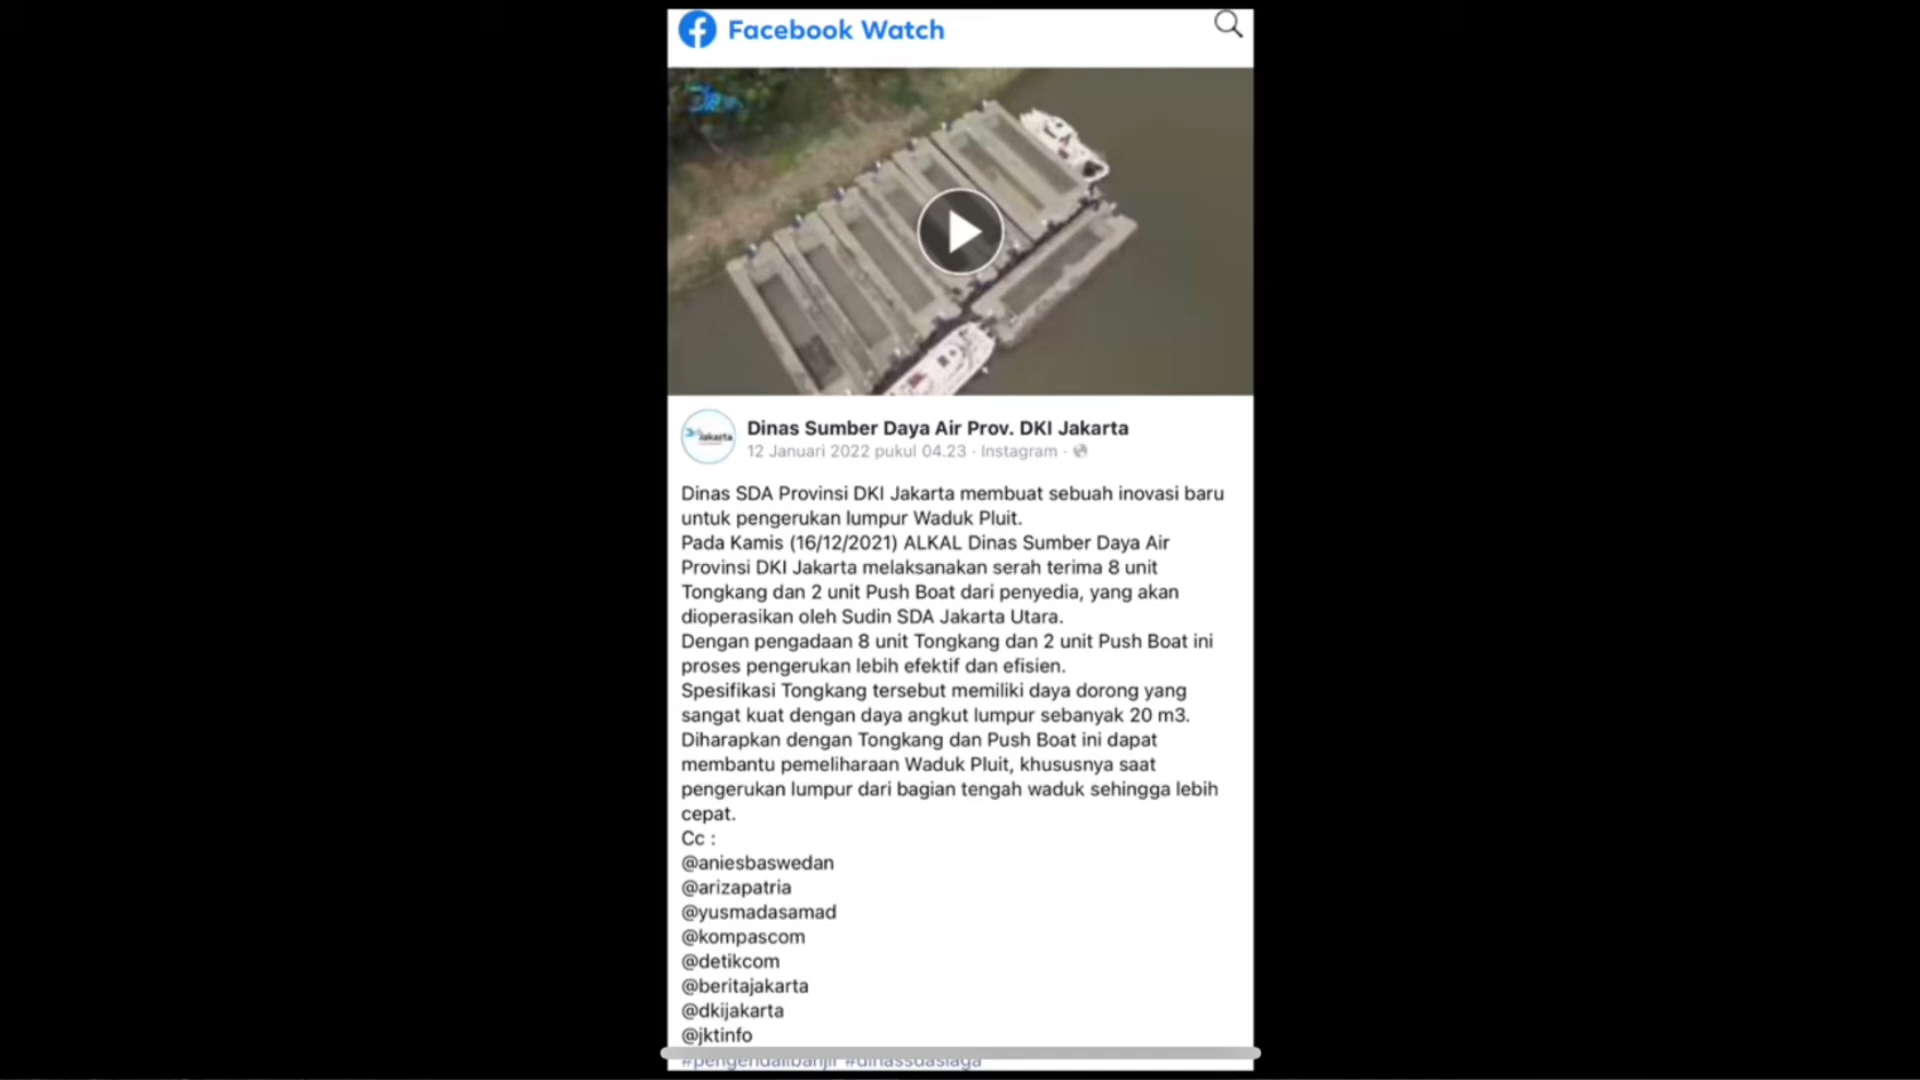 Facebook Watch
Dinas Sumber Daya Air Prov. DKI Jakarta
Jakarta
12 Januari 2022 pukul 04.23 · Instagram ·
Dinas SDA Provinsi DKI Jakarta membuat sebuah inovasi baru
untuk pengerukan lumpur Waduk Pluit.
Pada Kamis (16/12/2021) ALKAL Dinas Sumber Daya Air
Provinsi DKI Jakarta melaksanakan serah terima 8 unit
Tongkang dan 2 unit Push Boat dari penyedia, yang akan
dioperasikan oleh Sudin SDA Jakarta Utara.
Dengan pengadaan 8 unit Tongkang dan 2 unit Push Boat ini
proses pengerukan lebih efektif dan efisien.
Spesifikasi Tongkang tersebut memiliki daya dorong yang
sangat kuat dengan daya angkut lumpur sebanyak 20 m3.
Diharapkan dengan Tongkang dan Push Boat ini dapat
membantu pemeliharaan Waduk Pluit, khususnya saat
pengerukan lumpur dari bagian tengah waduk sehingga lebih
cepat.
Cc :
@aniesbaswedan
@arizapatria
@yusmadasamad
@kompascom
@detikcom
@beritajakarta
@dkijakarta
@jktinfo
#pengendalibanjir #dinassdasiaga